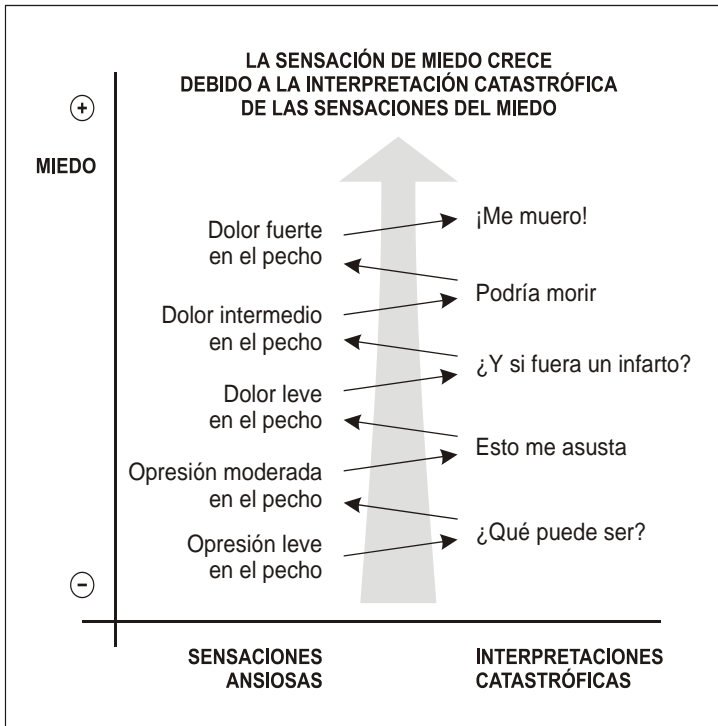 LA SENSACIÓN DE MIEDO CRECE
DEBIDO A LA INTERPRETACIÓN CATASTRÓFICA
DE LAS SENSACIONES DEL MIEDO
+
MIEDO
¡Me muero!
Dolor fuerte
en el pecho
Podría morir
Dolor intermedio
en el pecho
¿Y si fuera un infarto?
Dolor leve
en el pecho
Esto me asusta
Opresión moderada
en el pecho
¿Qué puede ser?
Opresión leve
en el pecho
−
SENSACIONES
ANSIOSAS
INTERPRETACIONES
CATASTRÓFICAS